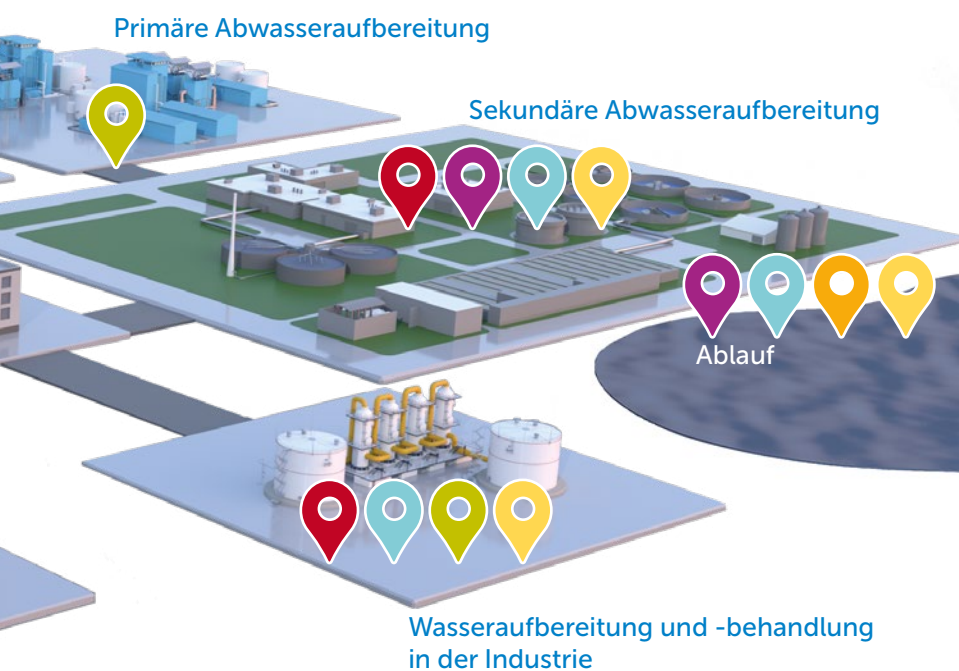 Primäre Abwasseraufbereitung
Sekundäre Abwasseraufbereitung
Ablauf
Wasseraufbereitung und -behandlung
in der Industrie